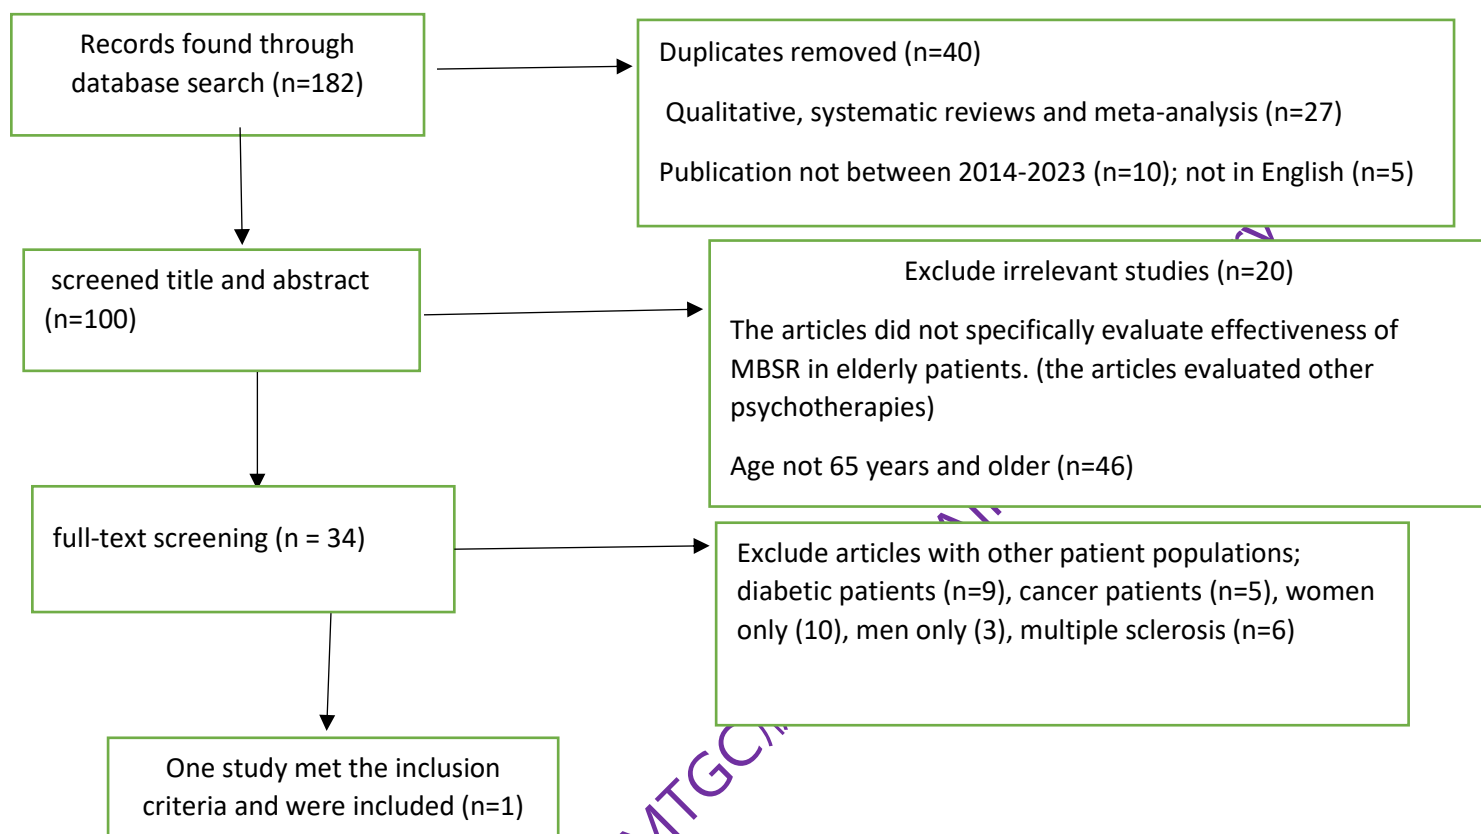 Records found through
database search (n=182)
Duplicates removed (n=40)
Qualitative, systematic reviews and meta-analysis (n=27)
Publication not between 2014-2023 (n=10); not in English (n=5)
screened title and abstract
(n=100)
Exclude irrelevant studies (n=20)
The articles did not specifically evaluate effectiveness of
MBSR in elderly patients. (the articles evaluated other
psychotherapies)
Age not 65 years and older (n=46)
full-text screening (n = 34)
Exclude articles with other patient populations;
diabetic patients (n=9), cancer patients (n=5), women
only (10), men only (3), multiple sclerosis (n=6)
One study met the inclusion
criteria and were included (n=1)
MTGC)